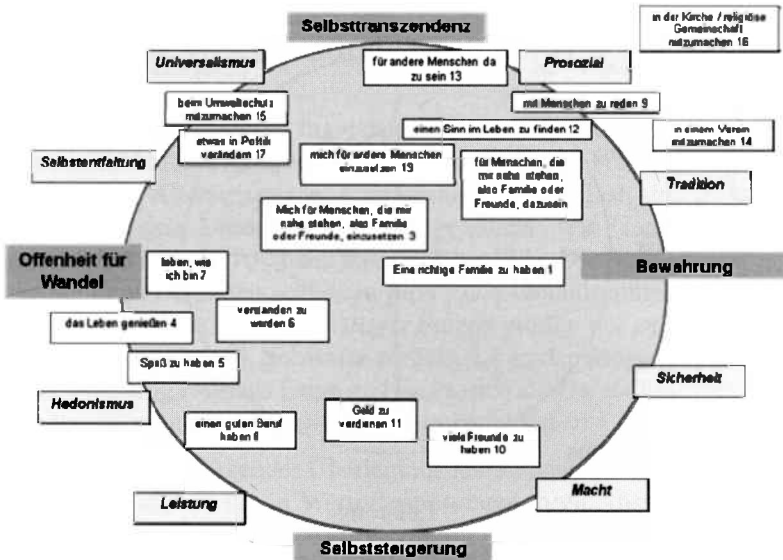 Selbsttranszendenz
in der Kirche / religiöse
Gemeinschaft
mitzumachen 16
Universalismus
für andere Menschen da
zu sein 13
Prosozial
beim Umweltschutz
mitzumachen 15
mit Menschen zu reden 9
etwas in Politik
verändern 17
einen Sinn im Leben zu finden 12
in einem Verein
mitzumachen 14
Selbstentfaltung
mich für andere Menschen
einzusetzen 13
für Menschen, die
mir nahe stehen,
also Familie oder
Freunde, dazusein
Tradition
Mich für Menschen, die mir
nahe stehen, also Familie
oder Freunde, einzusetzen 3
Offenheit für
Wandel
leben, wie
ich bin 7
Eine richtige Familie zu haben 1
Bewahrung
das Leben genießen 4
verstanden zu
werden 6
Spaß zu haben 5
Sicherheit
Hedonismus
einen guten Beruf
haben 8
Geld zu
verdienen 11
viele Freunde zu
haben 10
Leistung
Macht
Selbststeigerung